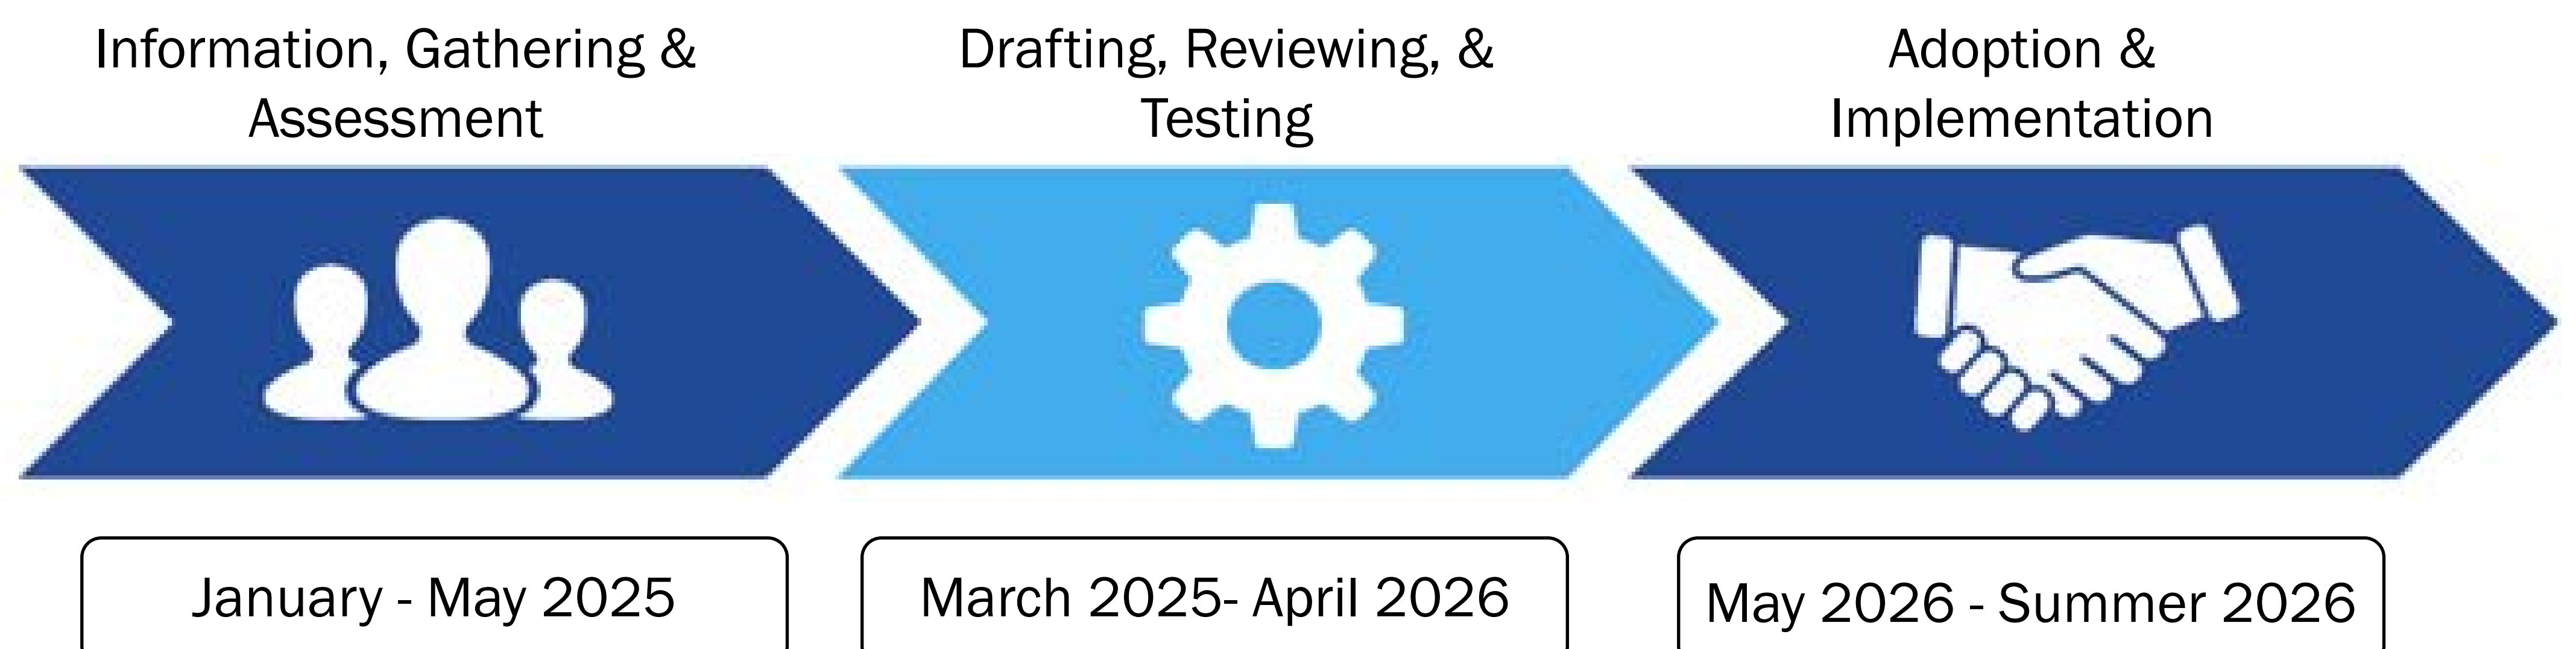 Information, Gathering &
Assessment
Drafting, Reviewing, &
Testing
Adoption &
Implementation
January - May 2025
March 2025- April 2026
May 2026 - Summer 2026